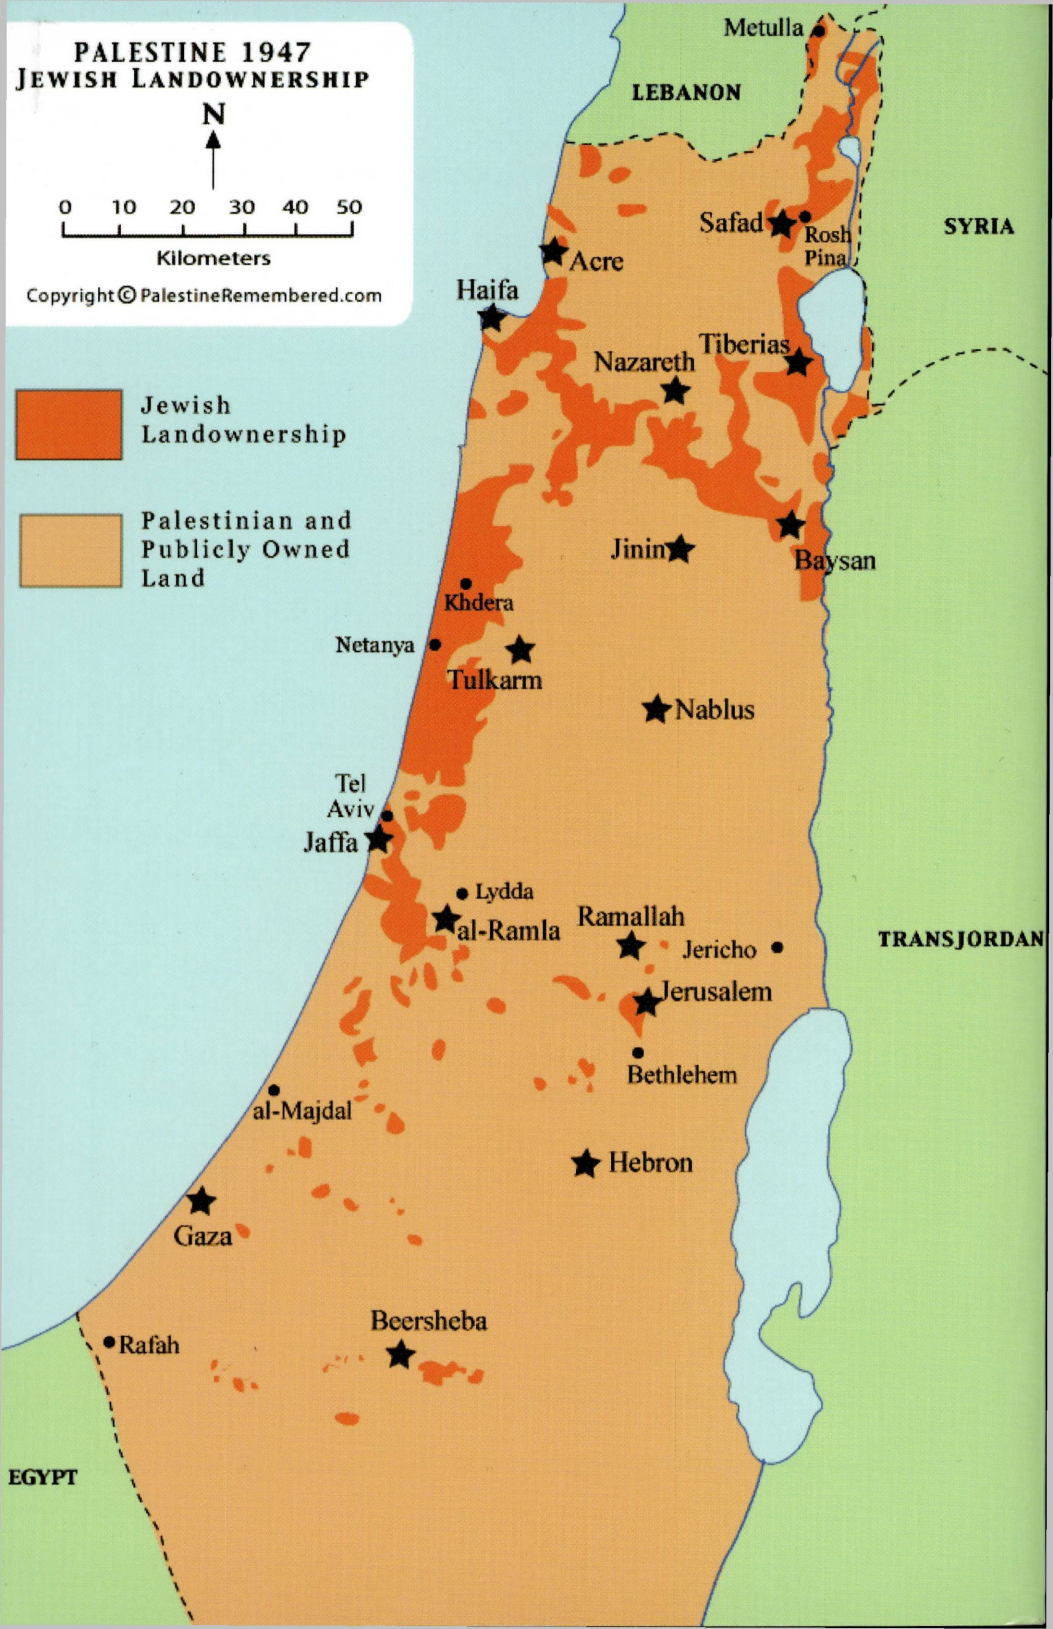 PALESTINE 1947
JEWISH LANDOWNERSHIP
N
0 10 20 30 40 50
Kilometers
Copyright © PalestineRemembered.com
Jewish
Landownership
Palestinian and
Publicly Owned
Land
Metulla
LEBANON
SYRIA
Safad
Rosh
Pina
Acre
Haifa
Tiberias
Nazareth
Jinin
Baysan
Khdera
Netanya
Tulkarm
Nablus
Tel
Aviv
Jaffa
Lydda
al-Ramla
Ramallah
Jericho
TRANSJORDAN
Jerusalem
Bethlehem
al-Majdal
Hebron
Gaza
Beersheba
Rafah
EGYPT